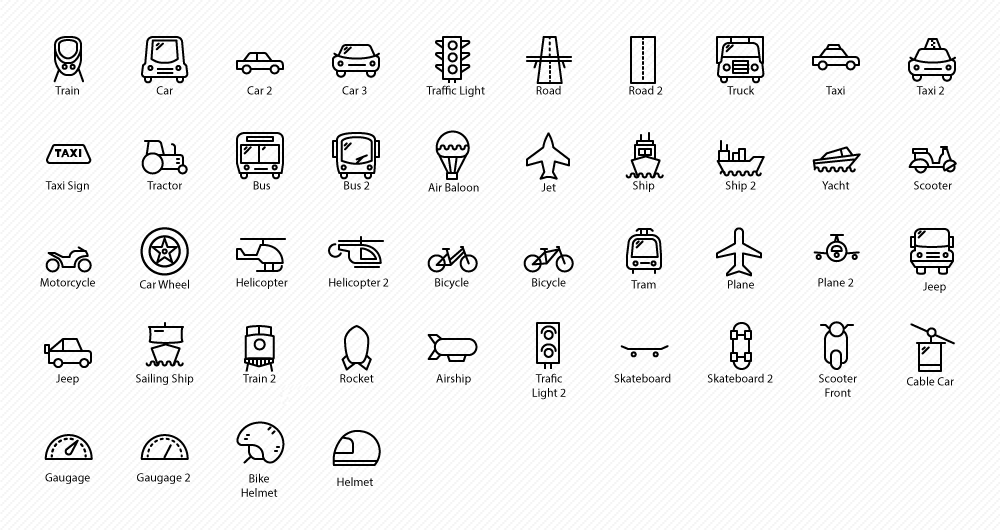 Train
Car
Car 2
Car 3
Traffic Light
Road
Road 2
Truck
Taxi
Taxi 2
TAXI
Taxi Sign
Tractor
Bus
Bus 2
Air Baloon
Jet
Ship
Ship 2
Yacht
Scooter
Motorcycle
Car Wheel
Helicopter
Helicopter 2
Bicycle
Bicycle
Tram
Plane
Plane 2
Jeep
Jeep
Sailing Ship
Train 2
Rocket
Airship
Trafic
Light 2
Skateboard
Skateboard 2
Scooter
Front
Cable Car
Gaugage
Gaugage 2
Bike
Helmet
Helmet